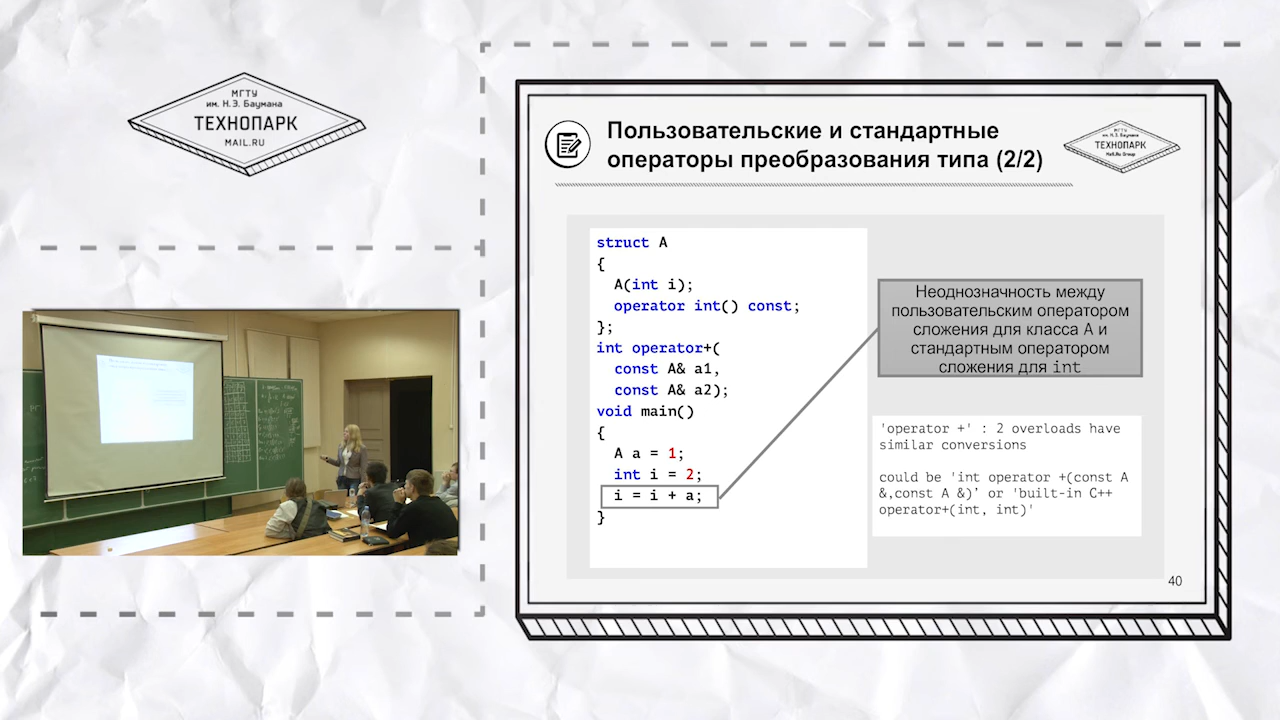 МГТУ
им. Н.Э. Баумана
ТЕХНОПАРК
MAIL.RU
Пользовательские и стандартные
операторы преобразования типа (2/2)
МГТУ
им. Н.Э. Баумана
ТЕХНОПАРК
Mail.Ru Group
struct A
{
A(int i);
operator int() const;
};
int operator+(
const A& a1,
const A& a2);
void main()
{
A a = 1;
int i = 2;
i = i + a;
}
Неоднозначность между
пользовательским оператором
сложения для класса A и
стандартным оператором
сложения для int
'operator +' : 2 overloads have
similar conversions
could be 'int operator +(const A
&,const A &)' or 'built-in C++
operator+(int, int)'
40